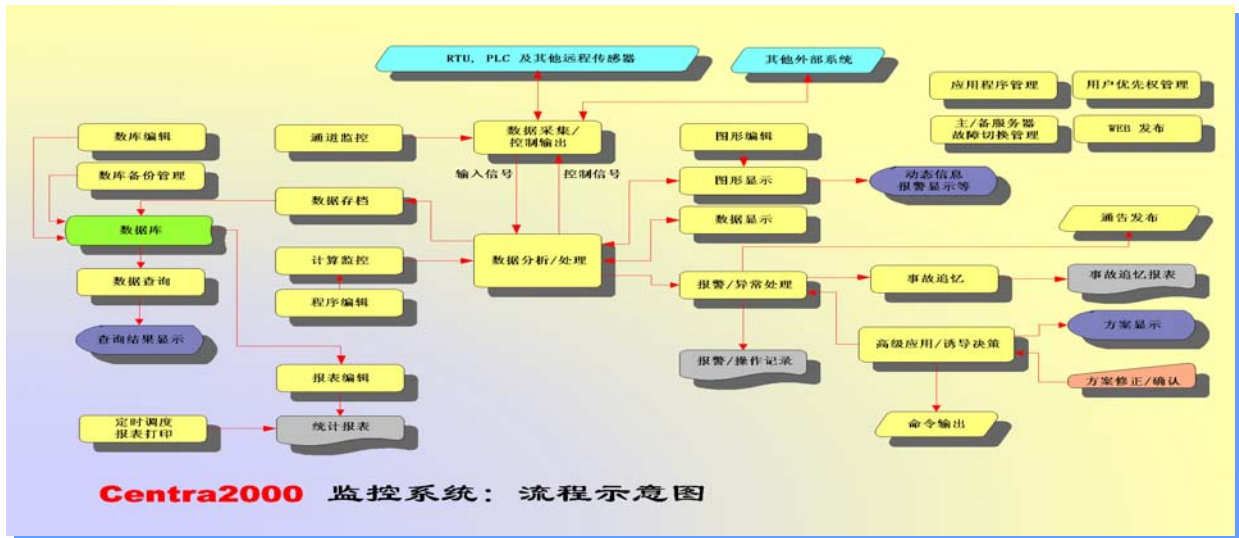 RTU, PLC 及其他远程传感器
其他外部系统
应用程序管理
用户优先权管理
数库编辑
通道监控
数据采集/
控制输出
图形编辑
主/备服务器
故障切换管理
WEB 发布
数库备份管理
输入信号
控制信号
图形显示
动态信息
报警显示等
数据存档
数据显示
通告发布
数据库
计算监控
数据分析/处理
数据查询
程序编辑
报警/异常处理
事故追忆
事故追忆报表
查询结果显示
高级应用/诱导决策
方案显示
报警/操作记录
报表编辑
方案修正/确认
定时调度
报表打印
统计报表
命令输出
Centra2000 监控系统：流程示意图